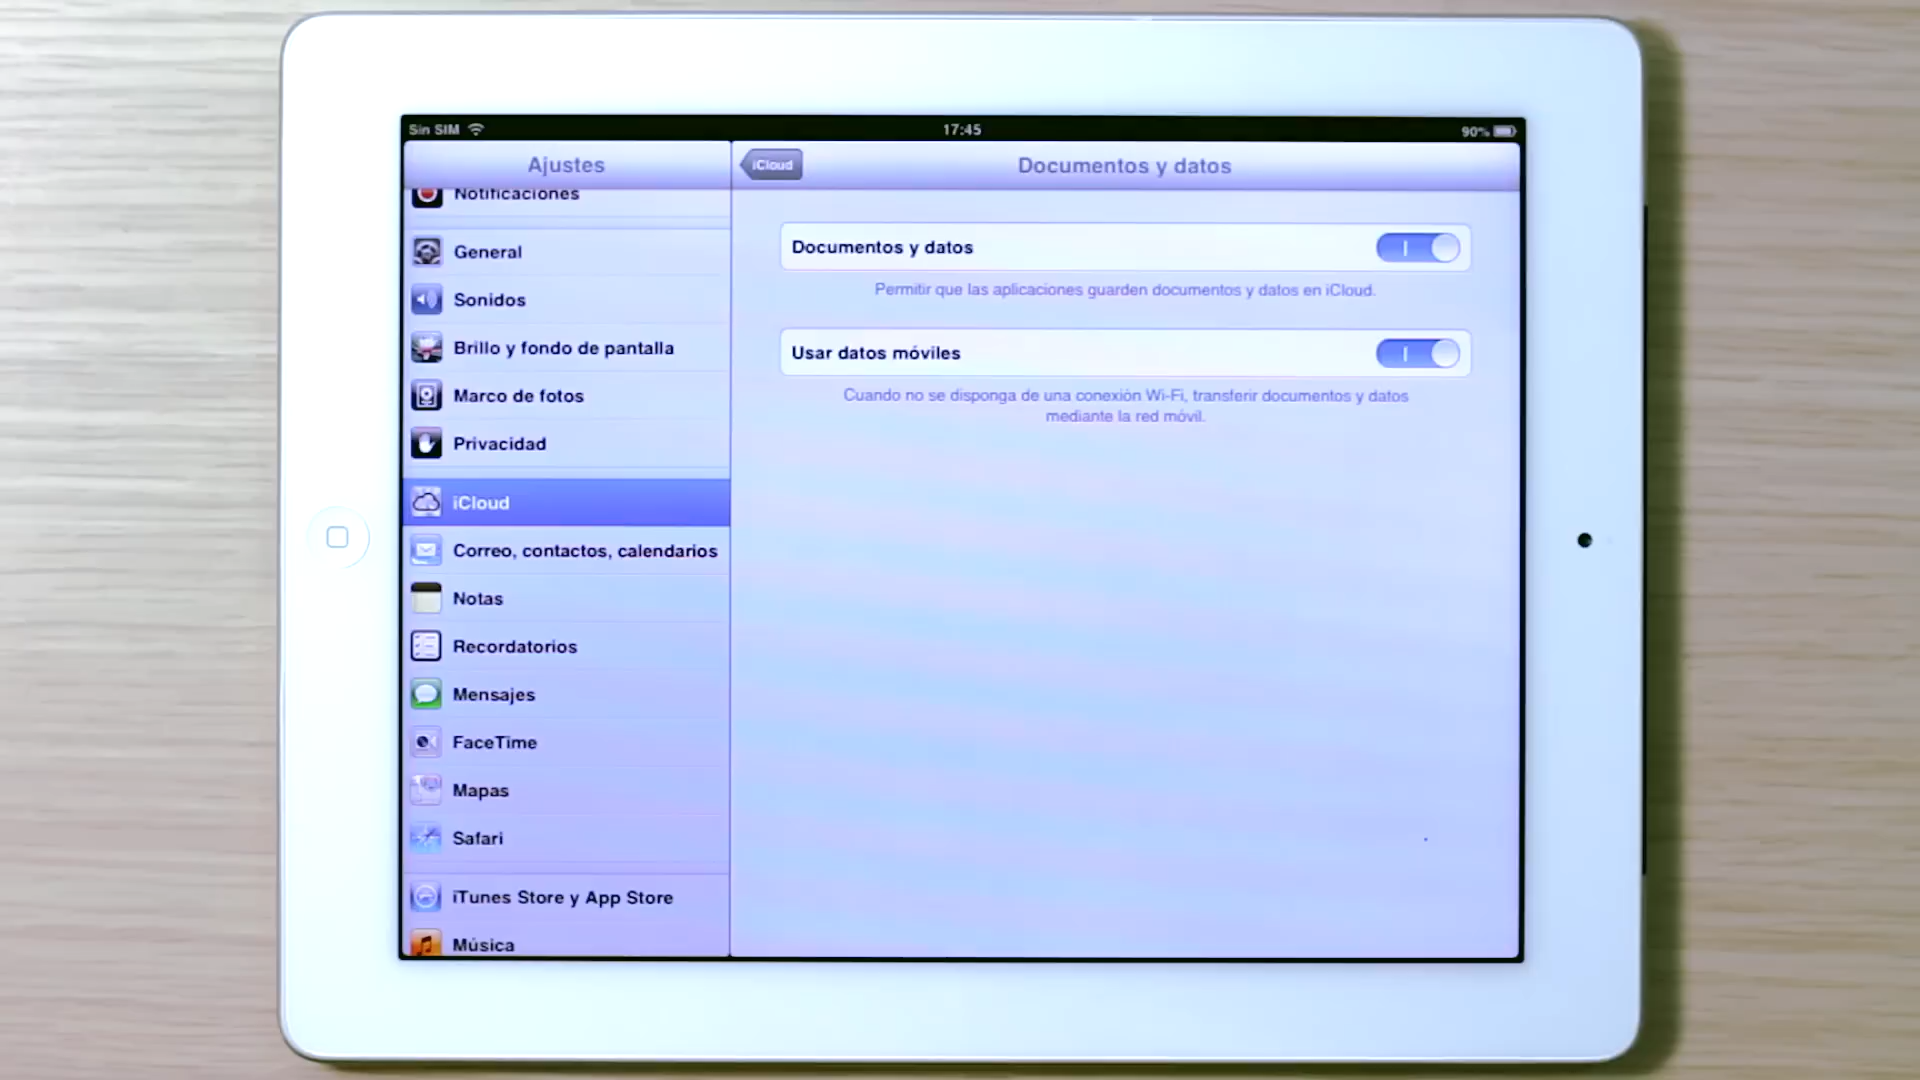 Sin SIM
17:45
90%
Ajustes
Notificaciones
General
Sonidos
Brillo y fondo de pantalla
Marco de fotos
Privacidad
iCloud
Correo, contactos, calendarios
Notas
Recordatorios
Mensajes
FaceTime
Mapas
Safari
iTunes Store y App Store
Música
iCloud
Documentos y datos
Documentos y datos
Permitir que las aplicaciones guarden documentos y datos en iCloud.
Usar datos móviles
Cuando no se disponga de una conexión Wi-Fi, transferir documentos y datos
mediante la red móvil.